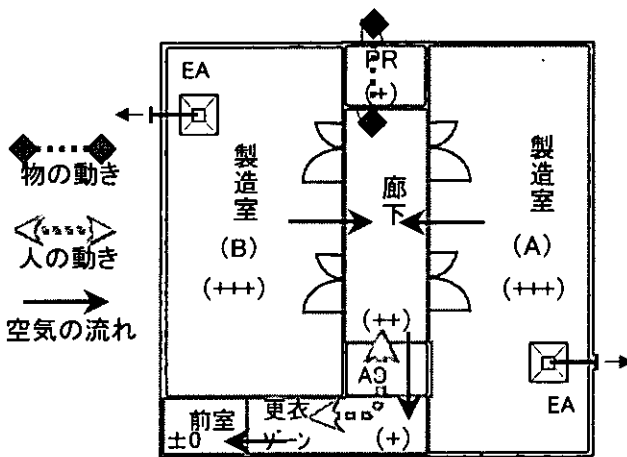 PR
(+)
EA
物の動き
人の動き
空気の流れ
製造室
(B)
(+++)
廊下
(++)
製造室
(A)
(+++)
EA
前室
±0
更衣
ゾーン
(+)